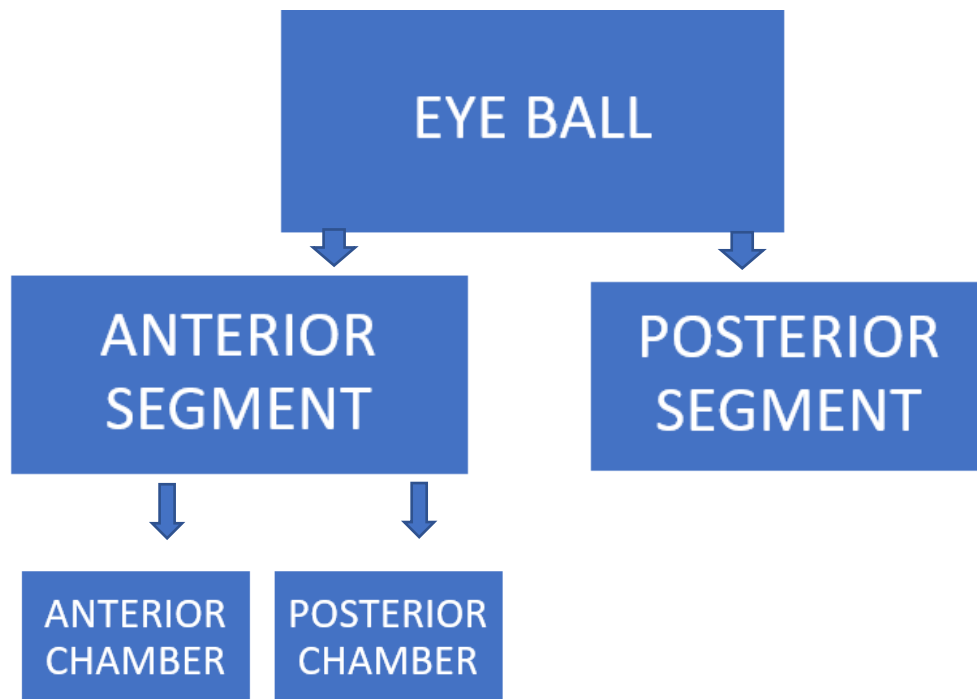 EYE BALL
ANTERIOR
SEGMENT
POSTERIOR
SEGMENT
ANTERIOR
CHAMBER
POSTERIOR
CHAMBER